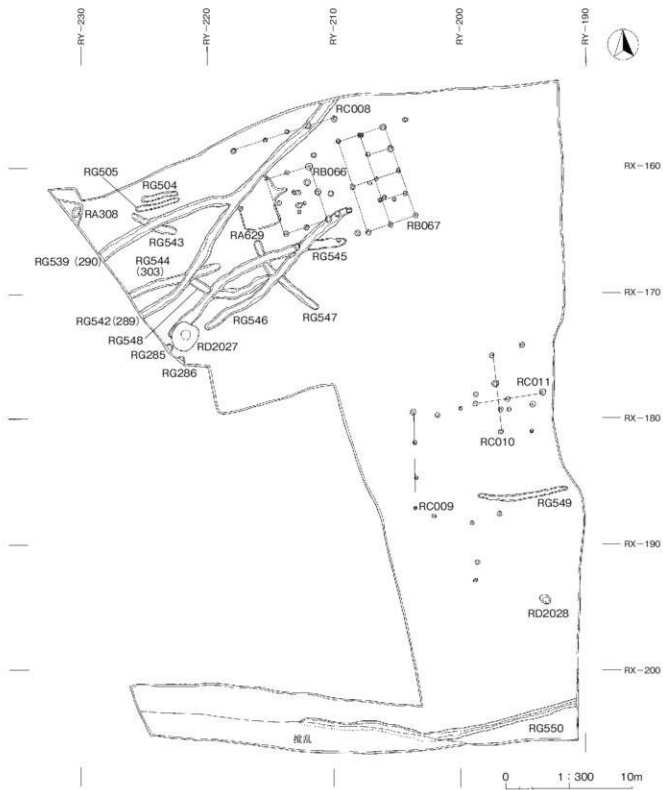 RY-230
RY-220
RY-210
RY-200
RY-190
RC008
RX-160
RG505
RG504
RB066
RA308
RG543
RA629
RB067
RG539 (290)
RG544
(303)
RG545
RX-170
RG542 (289)
RG548
RG546
RG547
RG285
RD2027
RG286
RC011
RX-180
RC010
RC009
RG549
RX-190
RD2028
RX-200
RG550
撹乱
0 1 : 300 10m